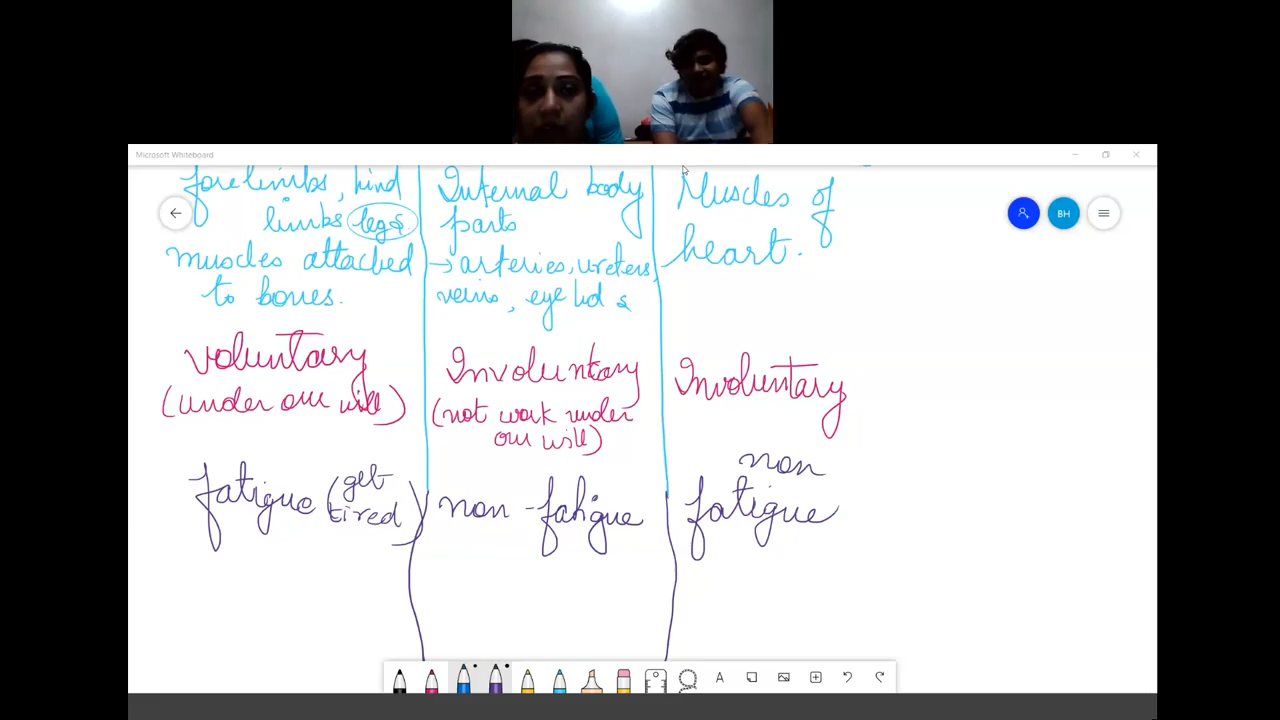 Microsoft Whiteboard
forelimbs, hind
limbs legs
muscles attached
to bones.
Internal body
parts
→ arteries, ureters,
veins, eye lid s
Muscles of
heart.
BH
voluntary
(under our will)
Involuntary
(not work under
our will)
Involuntary
fatigue (get
tired)
non-fatigue
non
fatigue
A